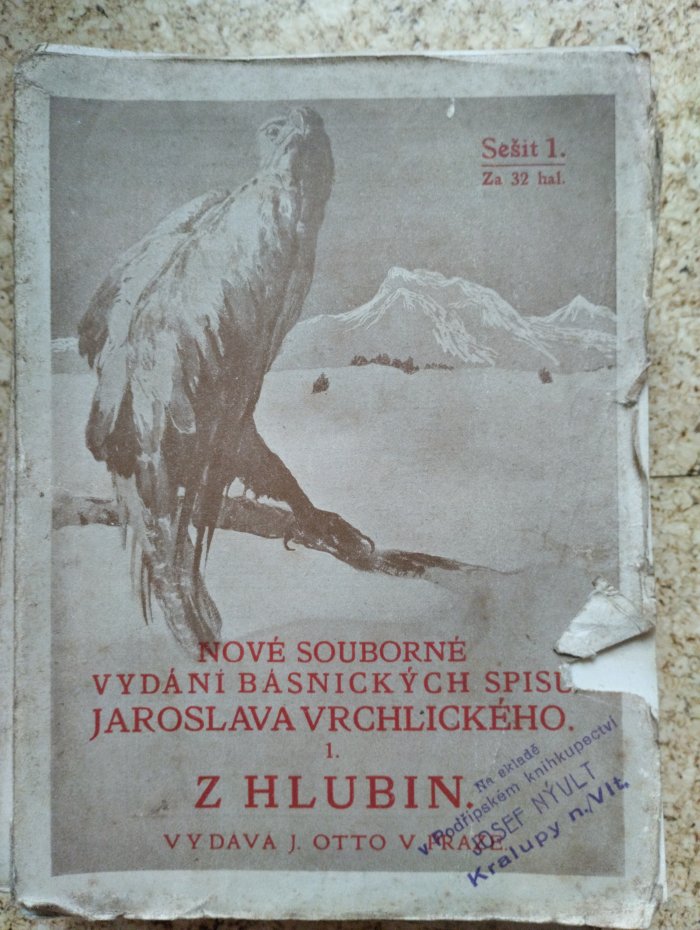 Sešit 1.
Za 32 hal.
NOVÉ SOUBORNÉ
VYDÁNÍ BÁSNICKÝCH SPISŮ
JAROSLAVA VRCHLICKÉHO.
1.
Z HLUBIN.
VYDÁVÁ J. OTTO V PRAZE.
Na skladě
v Podřipském knihkupectví
JOSEF NÝVLT
Kralupy n./Vlt.